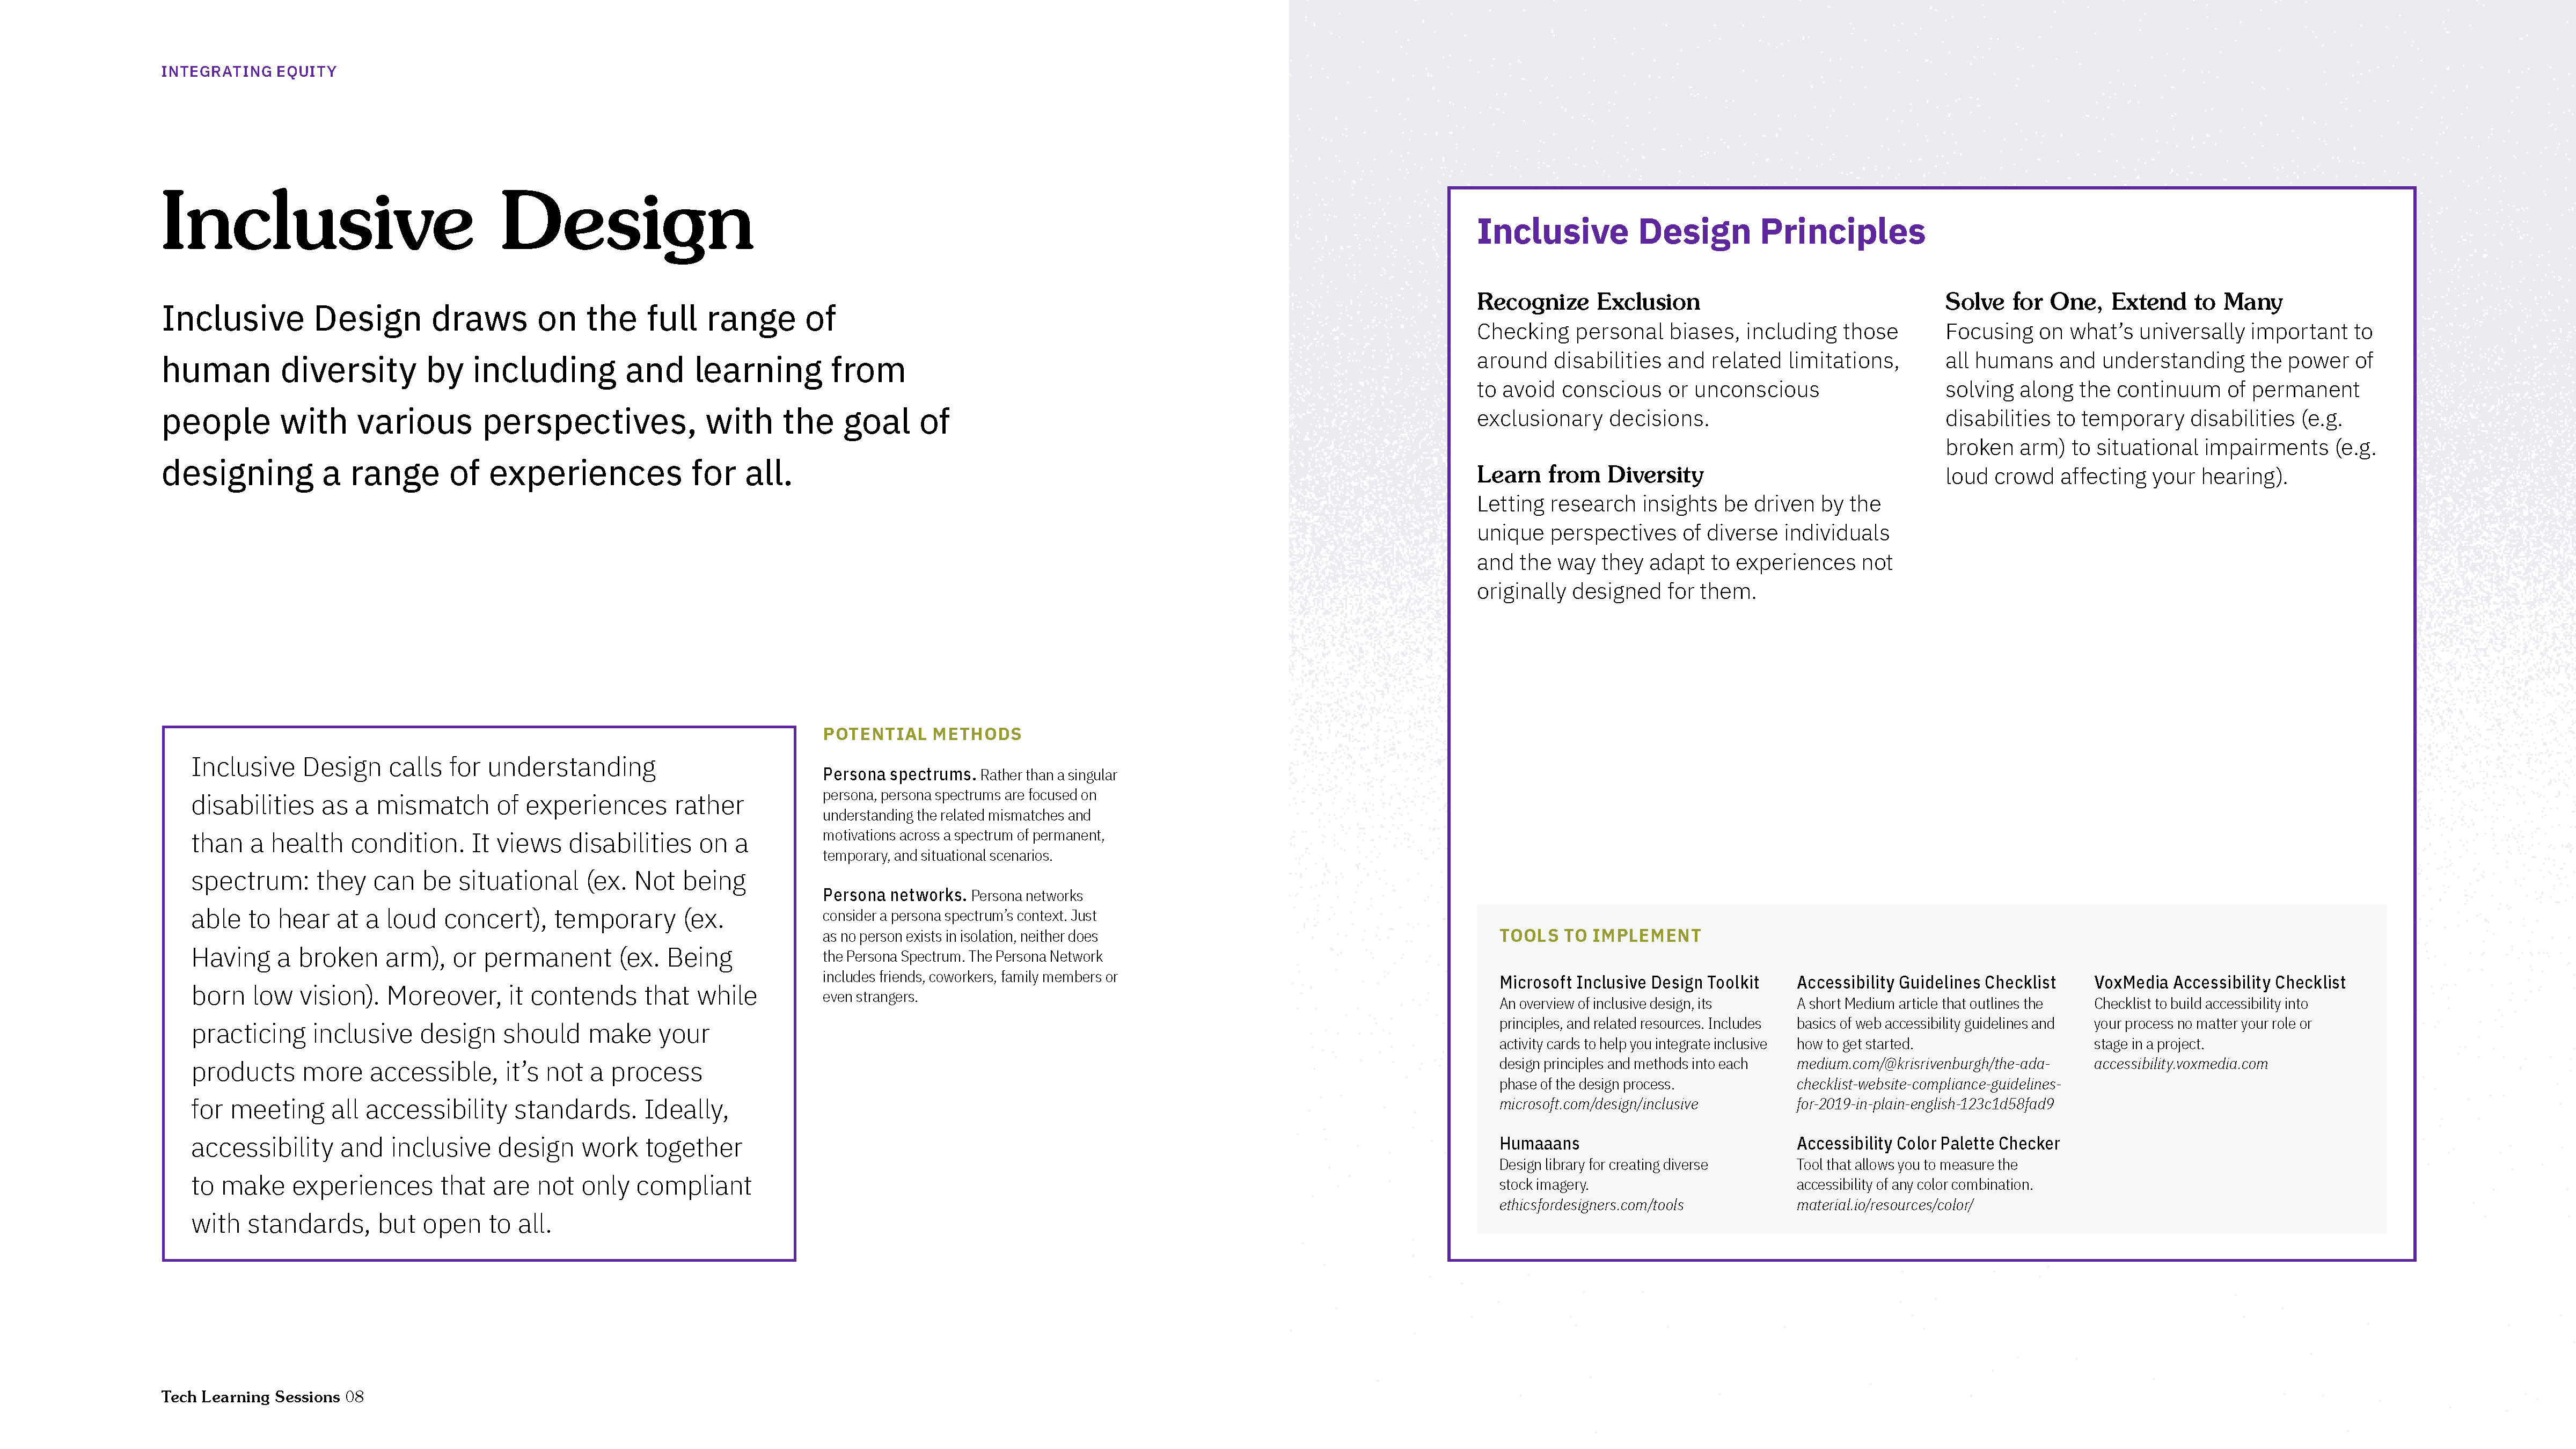 INTEGRATING EQUITY
Inclusive Design
Inclusive Design draws on the full range of
human diversity by including and learning from
people with various perspectives, with the goal of
designing a range of experiences for all.
Inclusive Design calls for understanding
disabilities as a mismatch of experiences rather
than a health condition. It views disabilities on a
spectrum: they can be situational (ex. Not being
able to hear at a loud concert), temporary (ex.
Having a broken arm), or permanent (ex. Being
born low vision). Moreover, it contends that while
practicing inclusive design should make your
products more accessible, it’s not a process
for meeting all accessibility standards. Ideally,
accessibility and inclusive design work together
to make experiences that are not only compliant
with standards, but open to all.
POTENTIAL METHODS
Persona spectrums. Rather than a singular
persona, persona spectrums are focused on
understanding the related mismatches and
motivations across a spectrum of permanent,
temporary, and situational scenarios.
Persona networks. Persona networks
consider a persona spectrum’s context. Just
as no person exists in isolation, neither does
the Persona Spectrum. The Persona Network
includes friends, coworkers, family members or
even strangers.
Tech Learning Sessions 08
Inclusive Design Principles
Recognize Exclusion
Checking personal biases, including those
around disabilities and related limitations,
to avoid conscious or unconscious
exclusionary decisions.
Learn from Diversity
Letting research insights be driven by the
unique perspectives of diverse individuals
and the way they adapt to experiences not
originally designed for them.
Solve for One, Extend to Many
Focusing on what’s universally important to
all humans and understanding the power of
solving along the continuum of permanent
disabilities to temporary disabilities (e.g.
broken arm) to situational impairments (e.g.
loud crowd affecting your hearing).
TOOLS TO IMPLEMENT
Microsoft Inclusive Design Toolkit
An overview of inclusive design, its
principles, and related resources. Includes
activity cards to help you integrate inclusive
design principles and methods into each
phase of the design process.
microsoft.com/design/inclusive
Humaaans
Design library for creating diverse
stock imagery.
ethicsfordesigners.com/tools
Accessibility Guidelines Checklist
A short Medium article that outlines the
basics of web accessibility guidelines and
how to get started.
medium.com/@krisrivenburgh/the-ada-
checklist-website-compliance-guidelines-
for-2019-in-plain-english-123c1d58fad9
Accessibility Color Palette Checker
Tool that allows you to measure the
accessibility of any color combination.
material.io/resources/color/
VoxMedia Accessibility Checklist
Checklist to build accessibility into
your process no matter your role or
stage in a project.
accessibility.voxmedia.com